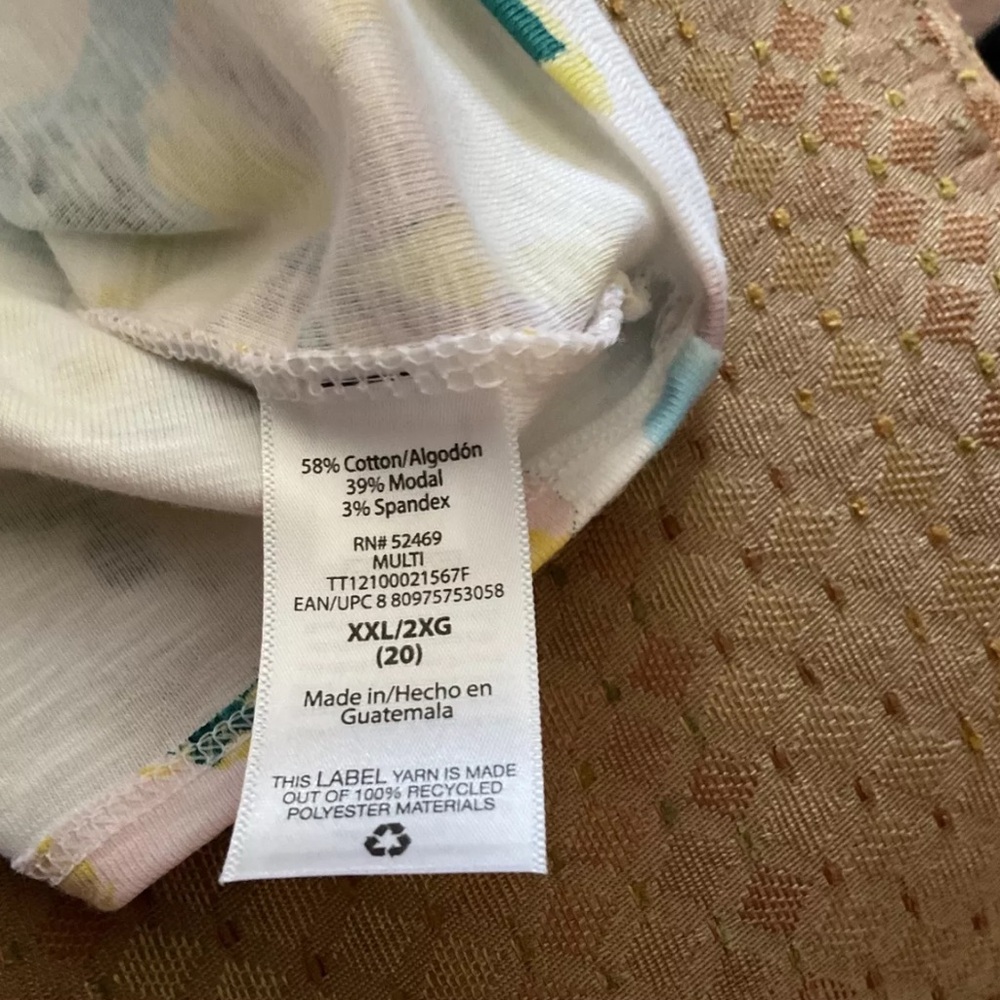 58% Cotton/Algodón
39% Modal
3% Spandex
RN# 52469
MULTI
TT12100021567F
EAN/UPC 8 80975753058
XXL/2XG
(20)
Made in/Hecho en
Guatemala
THIS LABEL YARN IS MADE
OUT OF 100% RECYCLED
POLYESTER MATERIALS